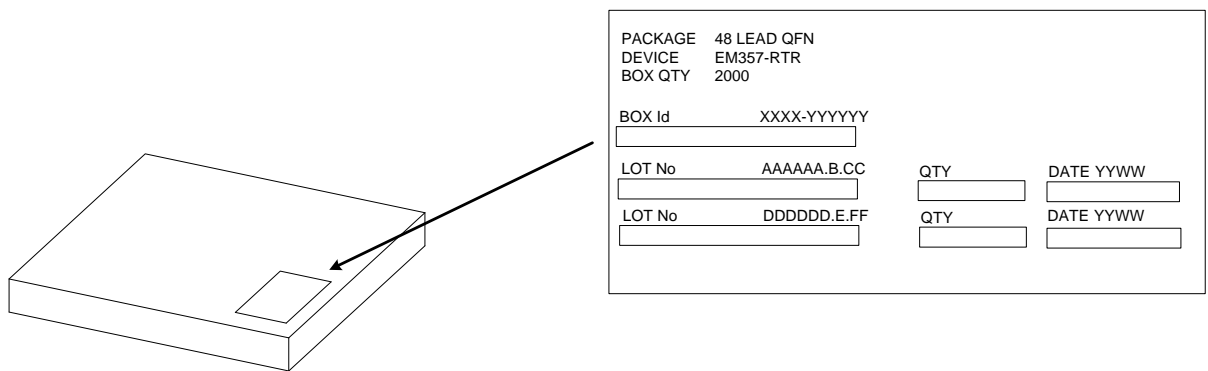 PACKAGE 48 LEAD QFN
DEVICE EM357-RTR
BOX QTY 2000
BOX Id XXXX-YYYYYY
LOT No AAAAAA.B.CC QTY DATE YYWW
LOT No DDDDDD.E.FF QTY DATE YYWW